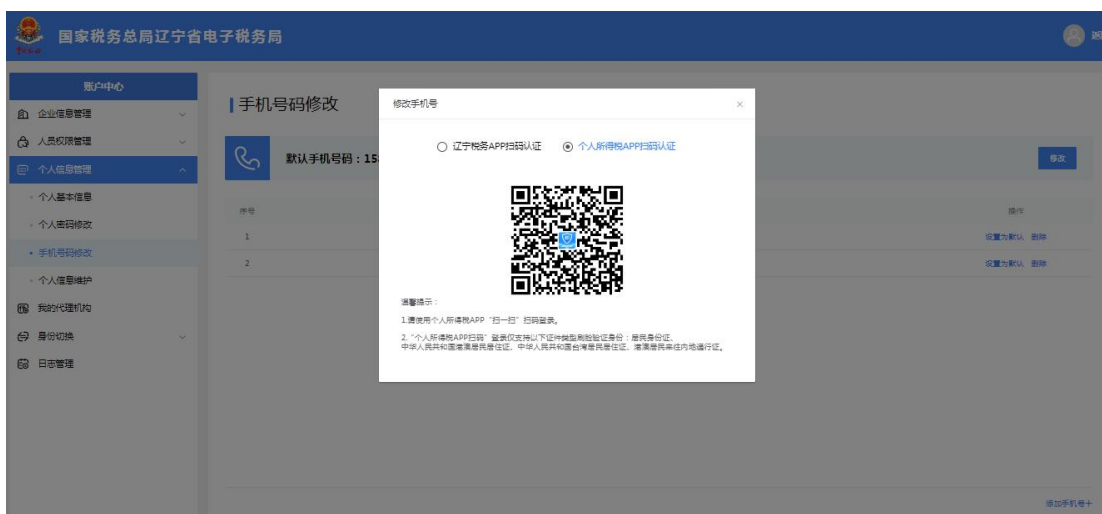 国家税务总局辽宁省电子税务局
账户中心
企业信息管理
人员权限管理
个人信息管理
个人基本信息
个人密码修改
手机号码修改
个人信息维护
我的代理机构
身份切换
日志管理
手机号码修改
默认手机号码：15
修改
序号
操作
1
设置为默认 删除
2
设置为默认 删除
添加手机号+
修改手机号
×
辽宁税务APP扫码认证
个人所得税APP扫码认证
温馨提示：
1.请使用个人所得税APP“扫一扫”扫码登录。
2.“个人所得税APP扫码”登录仅支持以下证件类型刷脸验证身份：居民身份证、
中华人民共和国港澳居民居住证、中华人民共和国台湾居民居住证、港澳居民来往内地通行证。